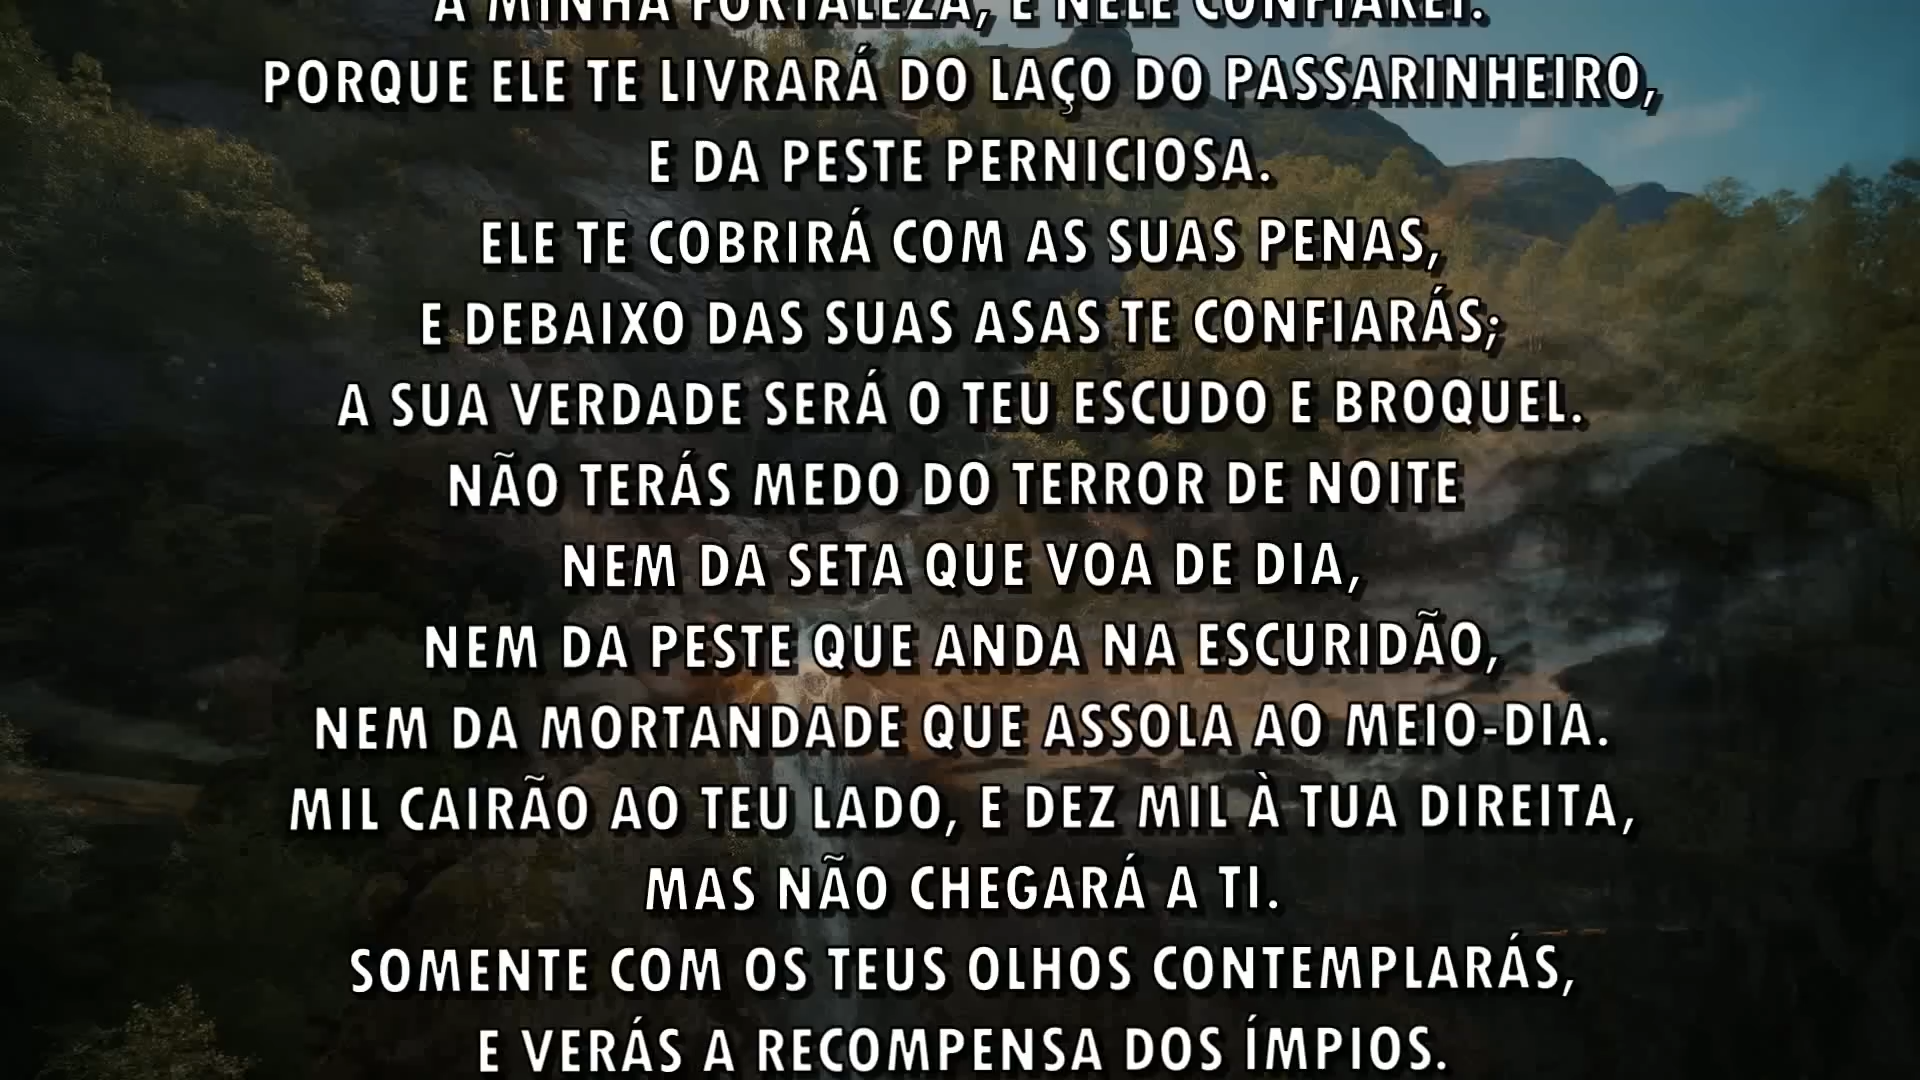 A MINHA FORTALEZA, E NELE CONFIAREI.
PORQUE ELE TE LIVRARÁ DO LAÇO DO PASSARINHEIRO,
E DA PESTE PERNICIOSA.
ELE TE COBRIRÁ COM AS SUAS PENAS,
E DEBAIXO DAS SUAS ASAS TE CONFIARÁS;
A SUA VERDADE SERÁ O TEU ESCUDO E BROQUEL.
NÃO TERÁS MEDO DO TERROR DE NOITE
NEM DA SETA QUE VOA DE DIA,
NEM DA PESTE QUE ANDA NA ESCURIDÃO,
NEM DA MORTANDADE QUE ASSOLA AO MEIO-DIA.
MIL CAIRÃO AO TEU LADO, E DEZ MIL À TUA DIREITA,
MAS NÃO CHEGARÁ A TI.
SOMENTE COM OS TEUS OLHOS CONTEMPLARÁS,
E VERÁS A RECOMPENSA DOS ÍMPIOS.